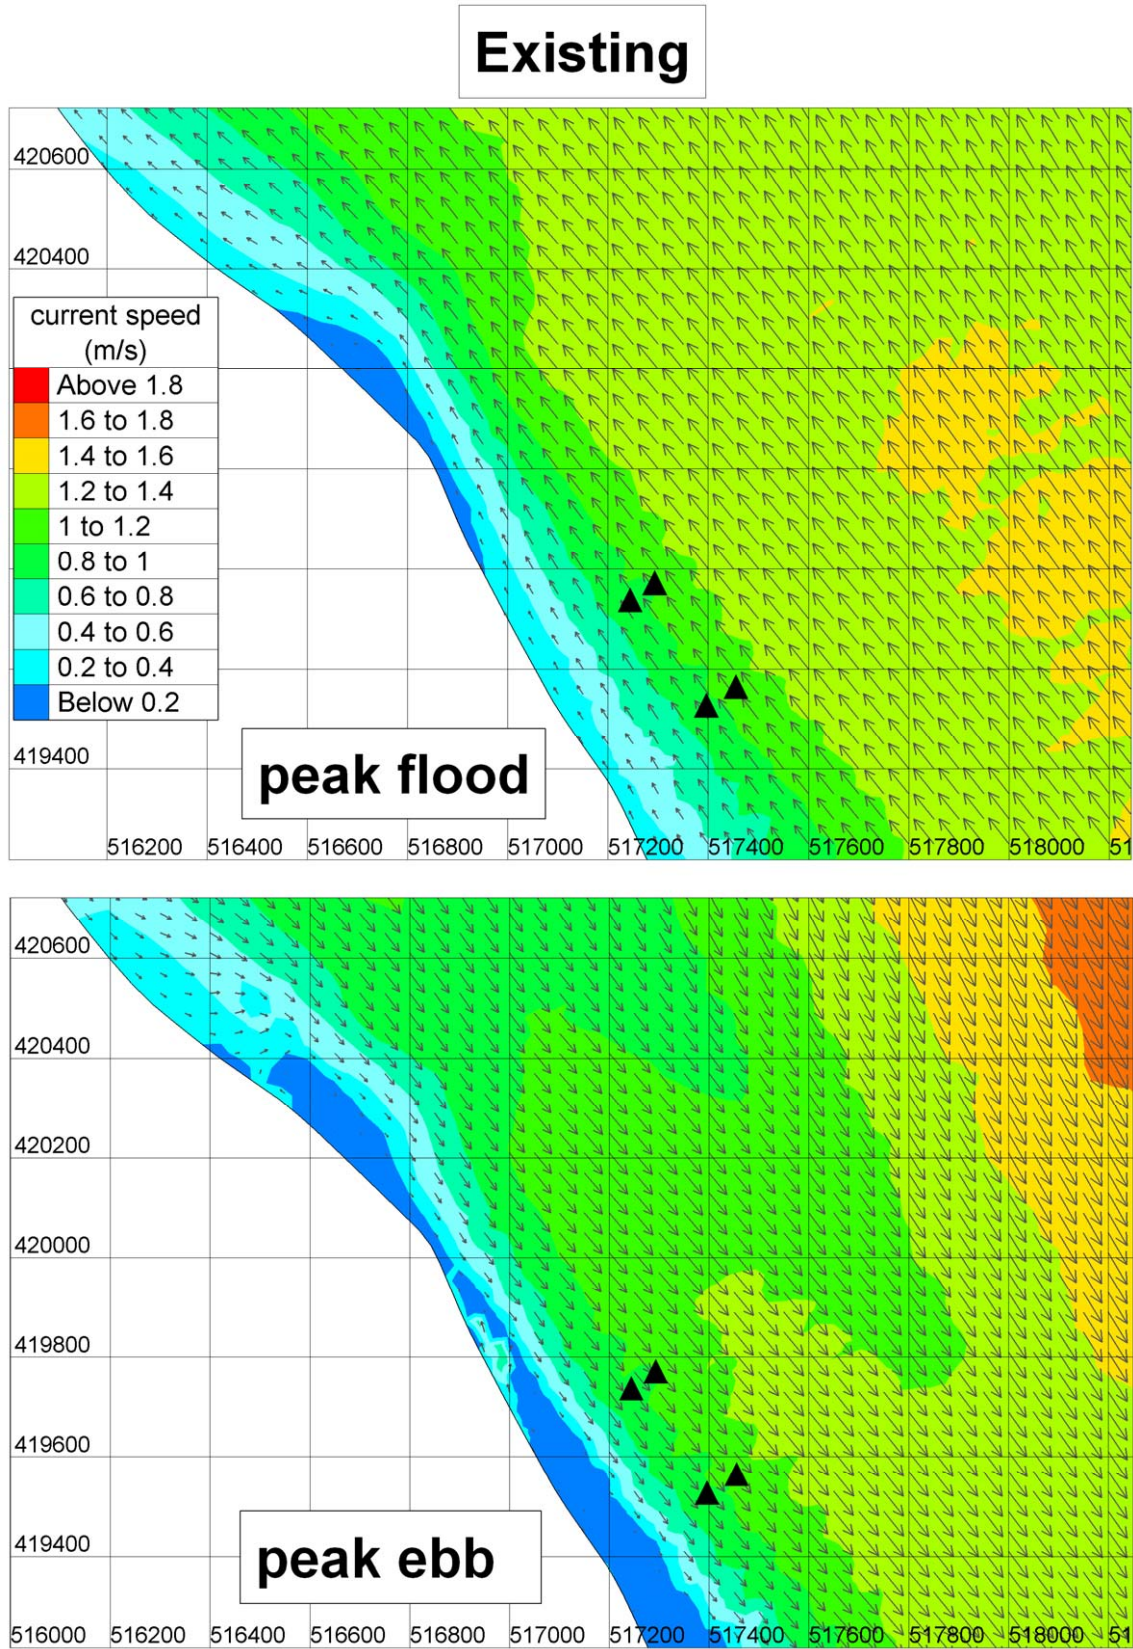 Existing
420600
420400
current speed
(m/s)
Above 1.8
1.6 to 1.8
1.4 to 1.6
1.2 to 1.4
1 to 1.2
0.8 to 1
0.6 to 0.8
0.4 to 0.6
0.2 to 0.4
Below 0.2
419400
peak flood
516200 516400 516600 516800 517000 517200 517400 517600 517800 518000 51
420600
420400
420200
420000
419800
419600
419400
peak ebb
516000 516200 516400 516600 516800 517000 517200 517400 517600 517800 518000 51